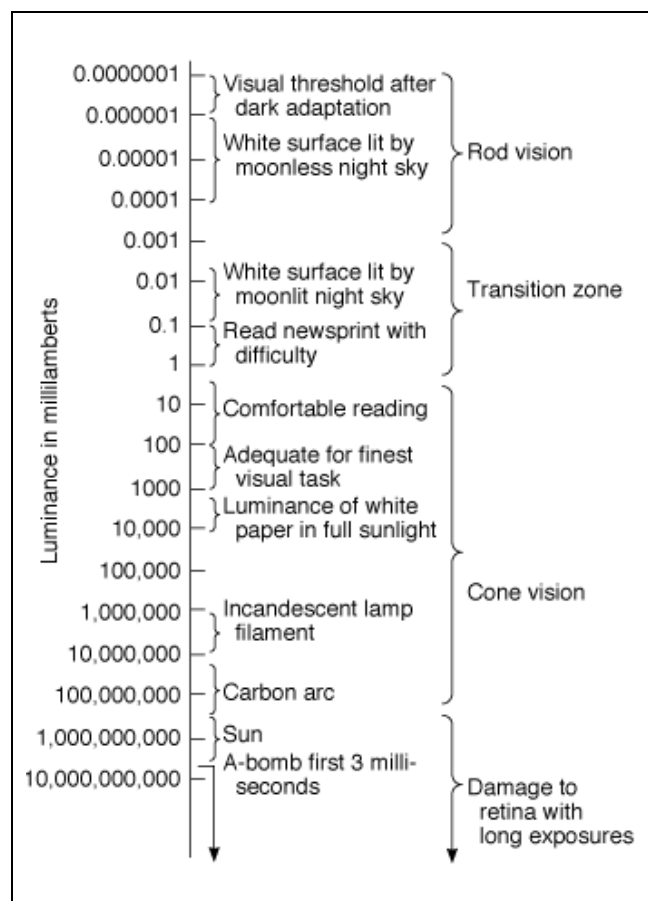 0.0000001
0.000001
0.00001
0.0001
0.001
0.01
0.1
1
10
100
1000
10,000
100,000
1,000,000
10,000,000
100,000,000
1,000,000,000
10,000,000,000
Luminance in millilamberts
Visual threshold after
dark adaptation
White surface lit by
moonless night sky
White surface lit by
moonlit night sky
Read newsprint with
difficulty
Comfortable reading
Adequate for finest
visual task
Luminance of white
paper in full sunlight
Incandescent lamp
filament
Carbon arc
Sun
A-bomb first 3 milli-
seconds
Rod vision
Transition zone
Cone vision
Damage to
retina with
long exposures